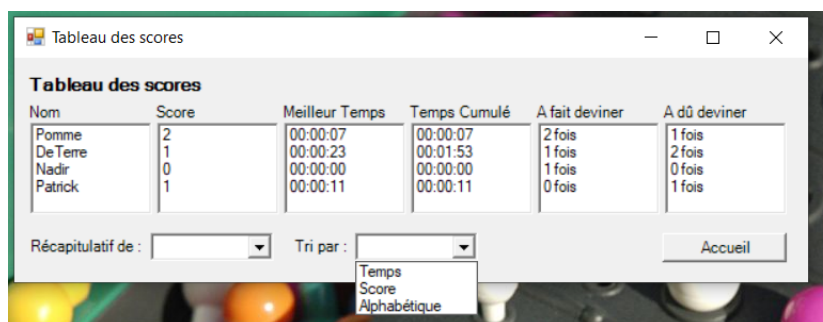 Tableau des scores
Tableau des scores
Nom Score Meilleur Temps Temps Cumulé A fait deviner A dû deviner
Pomme 2 00:00:07 00:00:07 2 fois 1 fois
DeTerre 1 00:00:23 00:01:53 1 fois 2 fois
Nadir 0 00:00:00 00:00:00 1 fois 0 fois
Patrick 1 00:00:11 00:00:11 0 fois 1 fois
Récapitulatif de : Tri par : Accueil
Temps
Score
Alphabétique